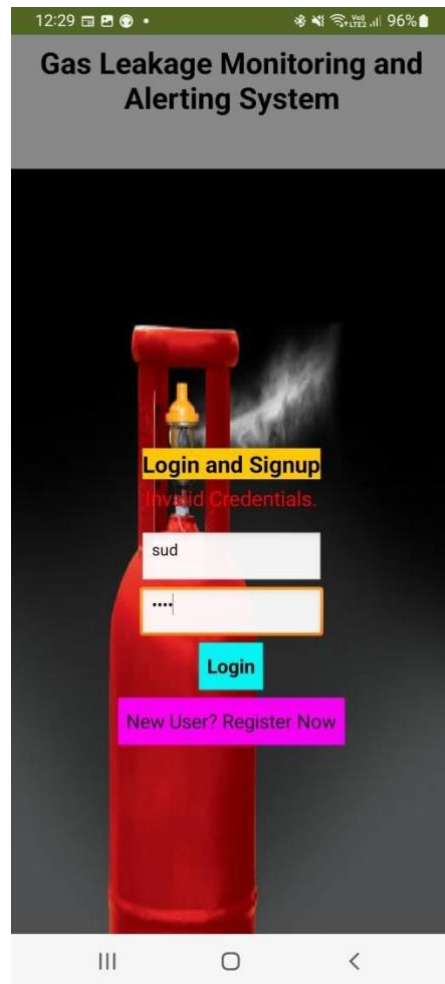 12:29
96%
Gas Leakage Monitoring and
Alerting System
Login and Signup
Invalid Credentials.
sud
••••
Login
New User? Register Now